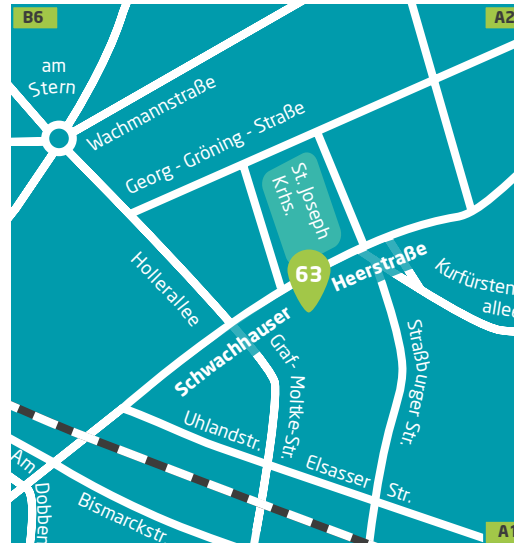 B6
A2
am
Stern
Wachmannstraße
Georg - Gröning - Straße
St. Joseph
Krhs.
Hollerallee
63
Schwachhauser Heerstraße
Kurfürsten
allee
Graf- Moltke-Str.
Straßburger Str.
Uhlandstr.
Elsasser Str.
Am Dobben
Bismarckstr
A1